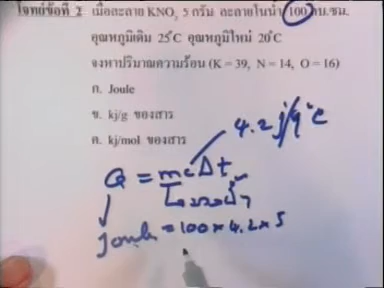 โจทย์ข้อที่ 2 เมื่อละลาย KNO3 5 กรัม ละลายในน้ำ 100 ลบ.ซม.
อุณหภูมิเดิม 25°C อุณหภูมิใหม่ 20°C
จงหาปริมาณความร้อน (K = 39, N = 14, O = 16)
ก. Joule
ข. kj/g ของสาร
ค. kj/mol ของสาร
4.2 j/g °c
Q = mcΔt
Joule = 100 × 4.2 × 5